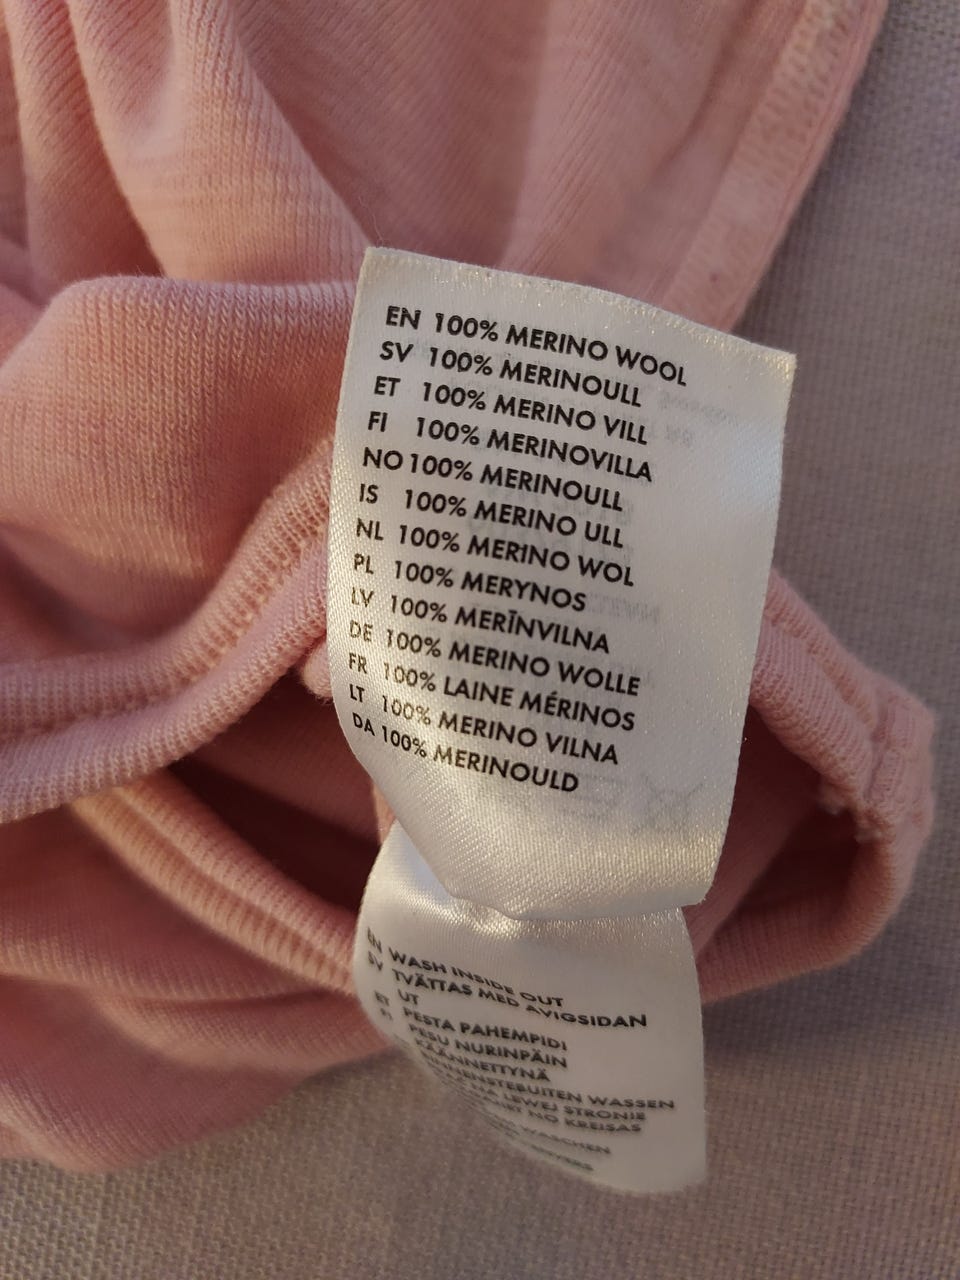 EN 100% MERINO WOOL
SV 100% MERINOULL
ET 100% MERINO VILL
FI 100% MERINOVILLA
NO 100% MERINOULL
IS 100% MERINO ULL
NL 100% MERINO WOL
PL 100% MERYNOS
LV 100% MERĪNVILNA
DE 100% MERINO WOLLE
FR 100% LAINE MÉRINOS
LT 100% MERINO VILNA
DA 100% MERINOULD
EN WASH INSIDE OUT
SV TVÄTTAS MED AVIGSIDAN
UT
ET PESTA PAHEMPIDI
FI PESU NURINPÄIN
KÄÄNNETTYNÄ
BINNENSTEBUITEN WASSEN
NA LEWEJ STRONIE
NO KREISAS
WASCHEN